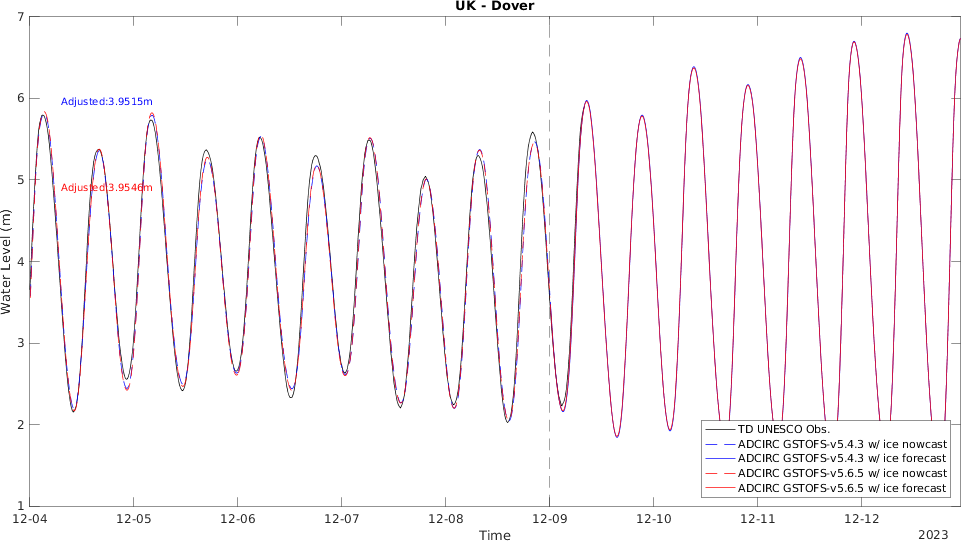 UK - Dover
7
6
5
4
3
2
1
Water Level (m)
Adjusted:3.9515m
Adjusted:3.9546m
TD UNESCO Obs.
ADCIRC GSTOFS-v5.4.3 w/ ice nowcast
ADCIRC GSTOFS-v5.4.3 w/ ice forecast
ADCIRC GSTOFS-v5.6.5 w/ ice nowcast
ADCIRC GSTOFS-v5.6.5 w/ ice forecast
12-04 12-05 12-06 12-07 12-08 12-09 12-10 12-11 12-12
Time
2023